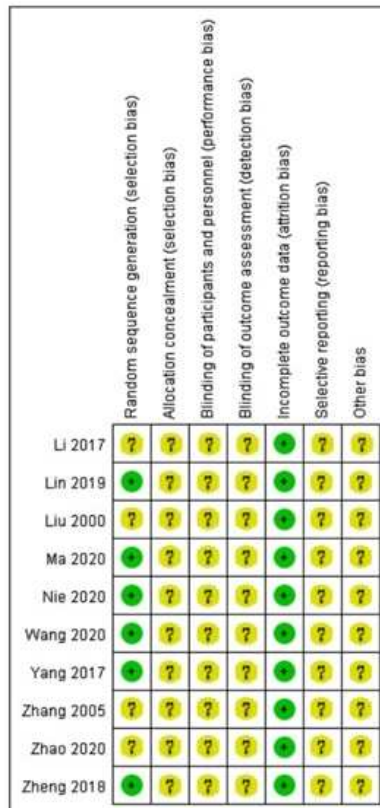 Random sequence generation (selection bias)
Allocation concealment (selection bias)
Blinding of participants and personnel (performance bias)
Blinding of outcome assessment (detection bias)
Incomplete outcome data (attrition bias)
Selective reporting (reporting bias)
Other bias
Li 2017 ? ? ? ? + ? ?
Lin 2019 + ? ? ? + ? ?
Liu 2000 ? ? ? ? + ? ?
Ma 2020 + ? ? ? + ? ?
Nie 2020 + ? ? ? + ? ?
Wang 2020 + ? ? ? + ? ?
Yang 2017 + ? ? ? + ? ?
Zhang 2005 ? ? ? ? + ? ?
Zhao 2020 ? ? ? ? + ? ?
Zheng 2018 + ? ? ? + ? ?